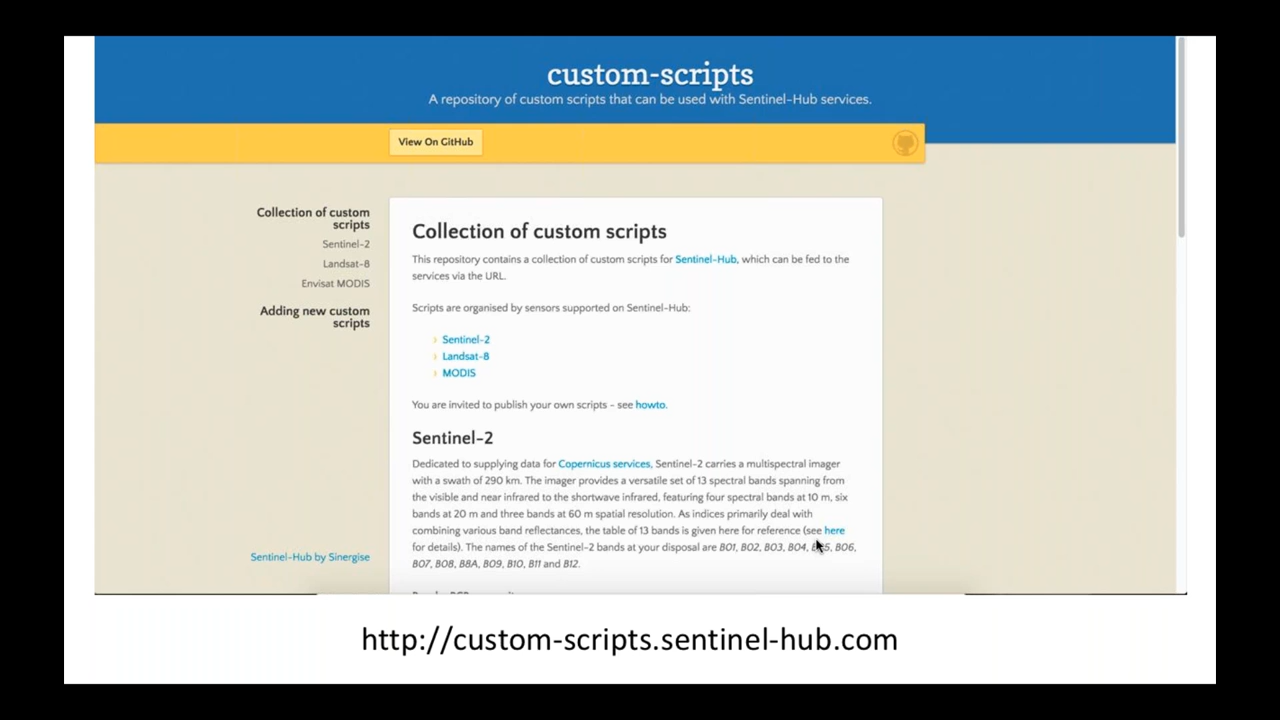 custom-scripts
A repository of custom scripts that can be used with Sentinel-Hub services.
View On GitHub
Collection of custom
scripts
Sentinel-2
Landsat-8
Envisat MODIS
Adding new custom
scripts
Sentinel-Hub by Sinergise
Collection of custom scripts
This repository contains a collection of custom scripts for Sentinel-Hub, which can be fed to the
services via the URL.
Scripts are organised by sensors supported on Sentinel-Hub:
Sentinel-2
Landsat-8
MODIS
You are invited to publish your own scripts - see howto.
Sentinel-2
Dedicated to supplying data for Copernicus services, Sentinel-2 carries a multispectral imager
with a swath of 290 km. The imager provides a versatile set of 13 spectral bands spanning from
the visible and near infrared to the shortwave infrared, featuring four spectral bands at 10 m, six
bands at 20 m and three bands at 60 m spatial resolution. As indices primarily deal with
combining various band reflectances, the table of 13 bands is given here for reference (see here
for details). The names of the Sentinel-2 bands at your disposal are B01, B02, B03, B04, B05, B06,
B07, B08, B8A, B09, B10, B11 and B12.
http://custom-scripts.sentinel-hub.com